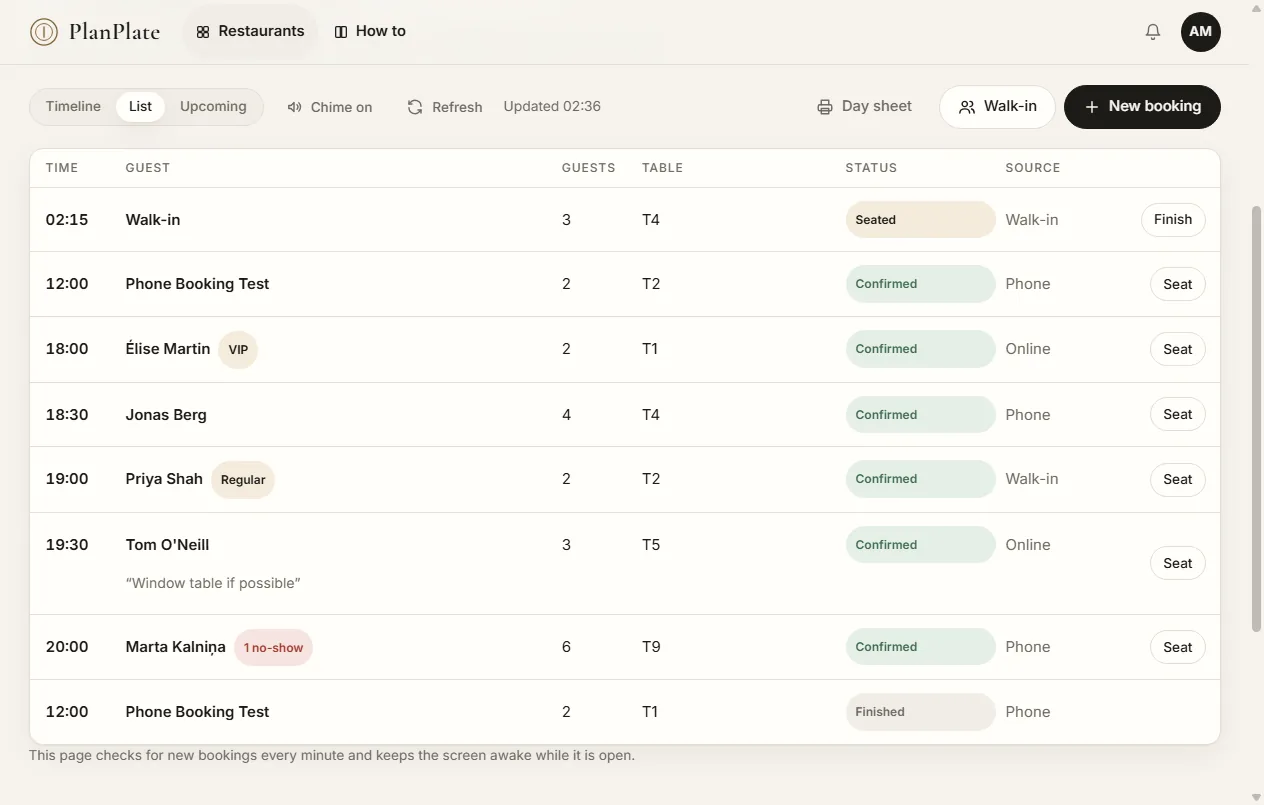 PlanPlate Restaurants How to AM
Timeline List Upcoming Chime on Refresh Updated 02:36 Day sheet Walk-in + New booking
TIME GUEST GUESTS TABLE STATUS SOURCE
02:15 Walk-in 3 T4 Seated Walk-in Finish
12:00 Phone Booking Test 2 T2 Confirmed Phone Seat
18:00 Élise Martin VIP 2 T1 Confirmed Online Seat
18:30 Jonas Berg 4 T4 Confirmed Phone Seat
19:00 Priya Shah Regular 2 T2 Confirmed Walk-in Seat
19:30 Tom O'Neill 3 T5 Confirmed Online Seat
“Window table if possible”
20:00 Marta Kalniņa 1 no-show 6 T9 Confirmed Phone Seat
12:00 Phone Booking Test 2 T1 Finished Phone
This page checks for new bookings every minute and keeps the screen awake while it is open.